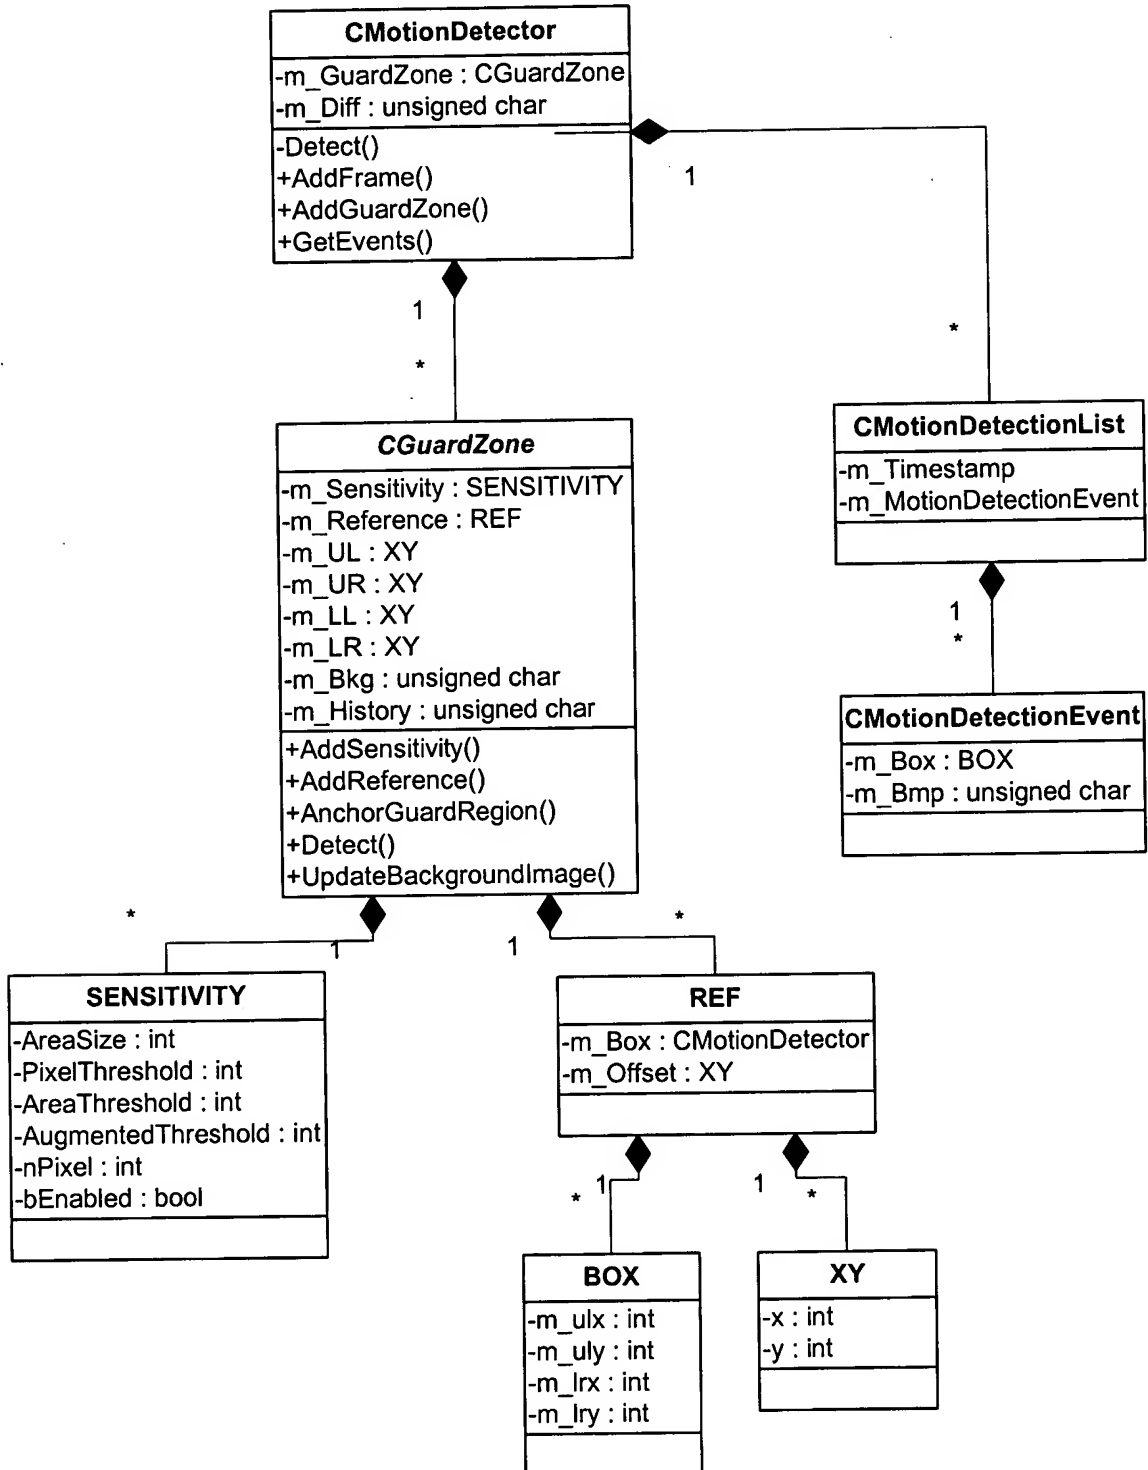 CMotionDetector
-m_GuardZone : CGuardZone
-m_Diff : unsigned char
-Detect()
+AddFrame()
+AddGuardZone()
+GetEvents()
1
*
1
*
CMotionDetectionList
-m_Timestamp
-m_MotionDetectionEvent
1
*
CMotionDetectionEvent
-m_Box : BOX
-m_Bmp : unsigned char
CGuardZone
-m_Sensitivity : SENSITIVITY
-m_Reference : REF
-m_UL : XY
-m_UR : XY
-m_LL : XY
-m_LR : XY
-m_Bkg : unsigned char
-m_History : unsigned char
+AddSensitivity()
+AddReference()
+AnchorGuardRegion()
+Detect()
+UpdateBackgroundImage()
*
1
1
*
SENSITIVITY
-AreaSize : int
-PixelThreshold : int
-AreaThreshold : int
-AugmentedThreshold : int
-nPixel : int
-bEnabled : bool
REF
-m_Box : CMotionDetector
-m_Offset : XY
*
1
1
*
BOX
-m_ulx : int
-m_uly : int
-m_lrx : int
-m_lry : int
XY
-x : int
-y : int